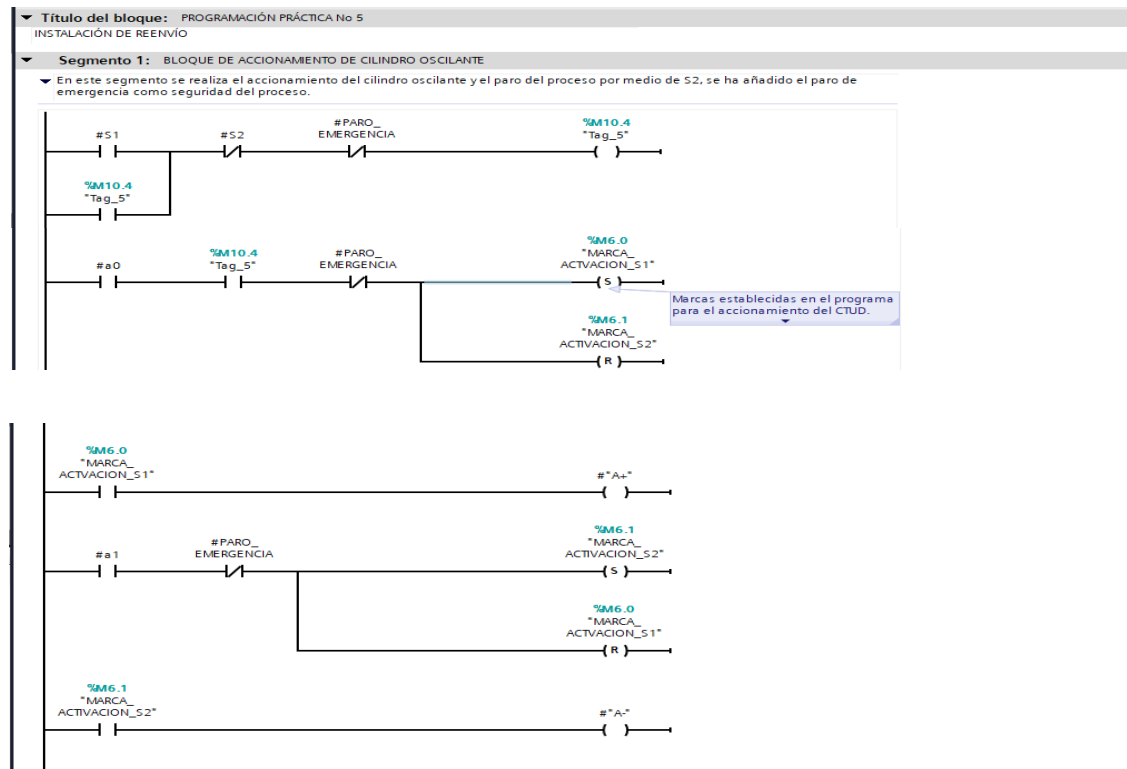 Título del bloque: PROGRAMACIÓN PRÁCTICA No 5
INSTALACIÓN DE REENVÍO
Segmento 1: BLOQUE DE ACCIONAMIENTO DE CILINDRO OSCILANTE
En este segmento se realiza el accionamiento del cilindro oscilante y el paro del proceso por medio de S2, se ha añadido el paro de
emergencia como seguridad del proceso.
#S1
#S2
#PARO_
EMERGENCIA
%M10.4
"Tag_5"
%M10.4
"Tag_5"
#a0
%M10.4
"Tag_5"
#PARO_
EMERGENCIA
%M6.0
"MARCA_
ACTVACION_S1"
S
Marcas establecidas en el programa
para el accionamiento del CTUD.
%M6.1
"MARCA_
ACTIVACION_S2"
R
%M6.0
"MARCA_
ACTVACION_S1"
#"A+"
#a1
#PARO_
EMERGENCIA
%M6.1
"MARCA_
ACTIVACION_S2"
S
%M6.0
"MARCA_
ACTVACION_S1"
R
%M6.1
"MARCA_
ACTIVACION_S2"
#"A-"